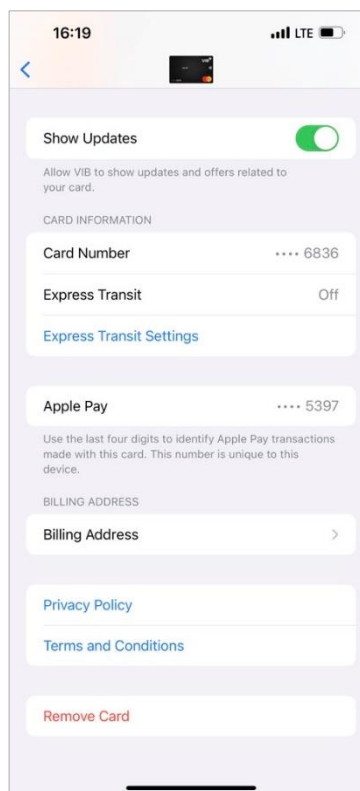 16:19
LTE
VIB
Show Updates
Allow VIB to show updates and offers related to
your card.
CARD INFORMATION
Card Number
•••• 6836
Express Transit
Off
Express Transit Settings
Apple Pay
•••• 5397
Use the last four digits to identify Apple Pay transactions
made with this card. This number is unique to this
device.
BILLING ADDRESS
Billing Address
Privacy Policy
Terms and Conditions
Remove Card